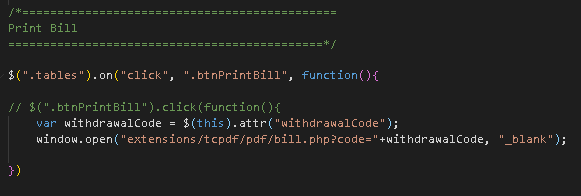 /*============================================
Print Bill
============================================*/
$(".tables").on("click", ".btnPrintBill", function(){
// $(".btnPrintBill").click(function(){
var withdrawalCode = $(this).attr("withdrawalCode");
window.open("extensions/tcpdf/pdf/bill.php?code="+withdrawalCode, "_blank");
})